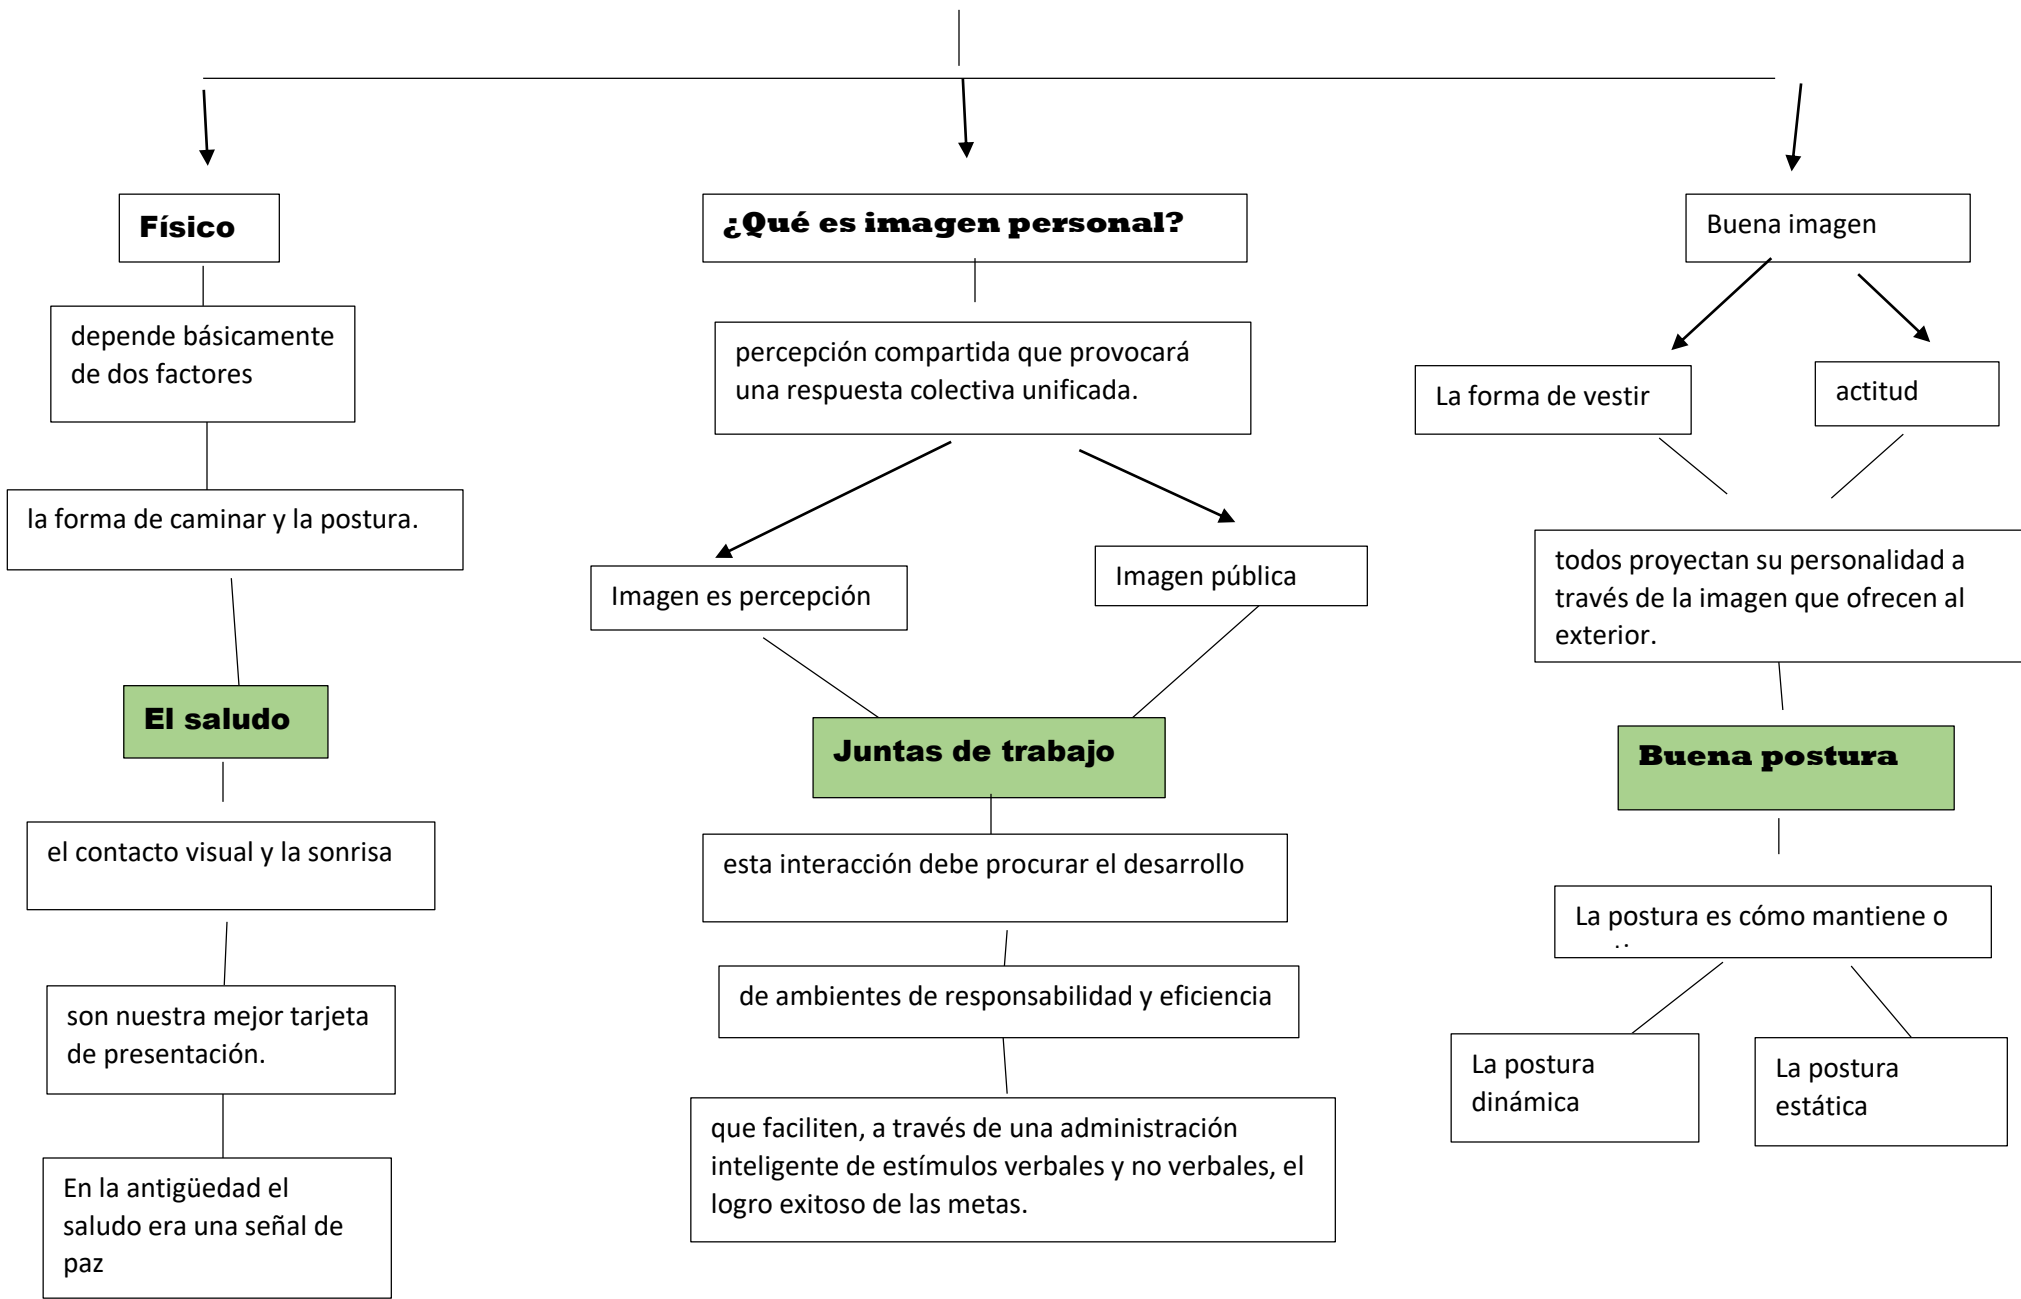 Físico
depende básicamente
de dos factores
la forma de caminar y la postura.
El saludo
el contacto visual y la sonrisa
son nuestra mejor tarjeta
de presentación.
En la antigüedad el
saludo era una señal de
paz
¿Qué es imagen personal?
percepción compartida que provocará
una respuesta colectiva unificada.
Imagen es percepción
Imagen pública
Juntas de trabajo
esta interacción debe procurar el desarrollo
de ambientes de responsabilidad y eficiencia
que faciliten, a través de una administración
inteligente de estímulos verbales y no verbales, el
logro exitoso de las metas.
Buena imagen
La forma de vestir
actitud
todos proyectan su personalidad a
través de la imagen que ofrecen al
exterior.
Buena postura
La postura es cómo mantiene o
La postura
dinámica
La postura
estática